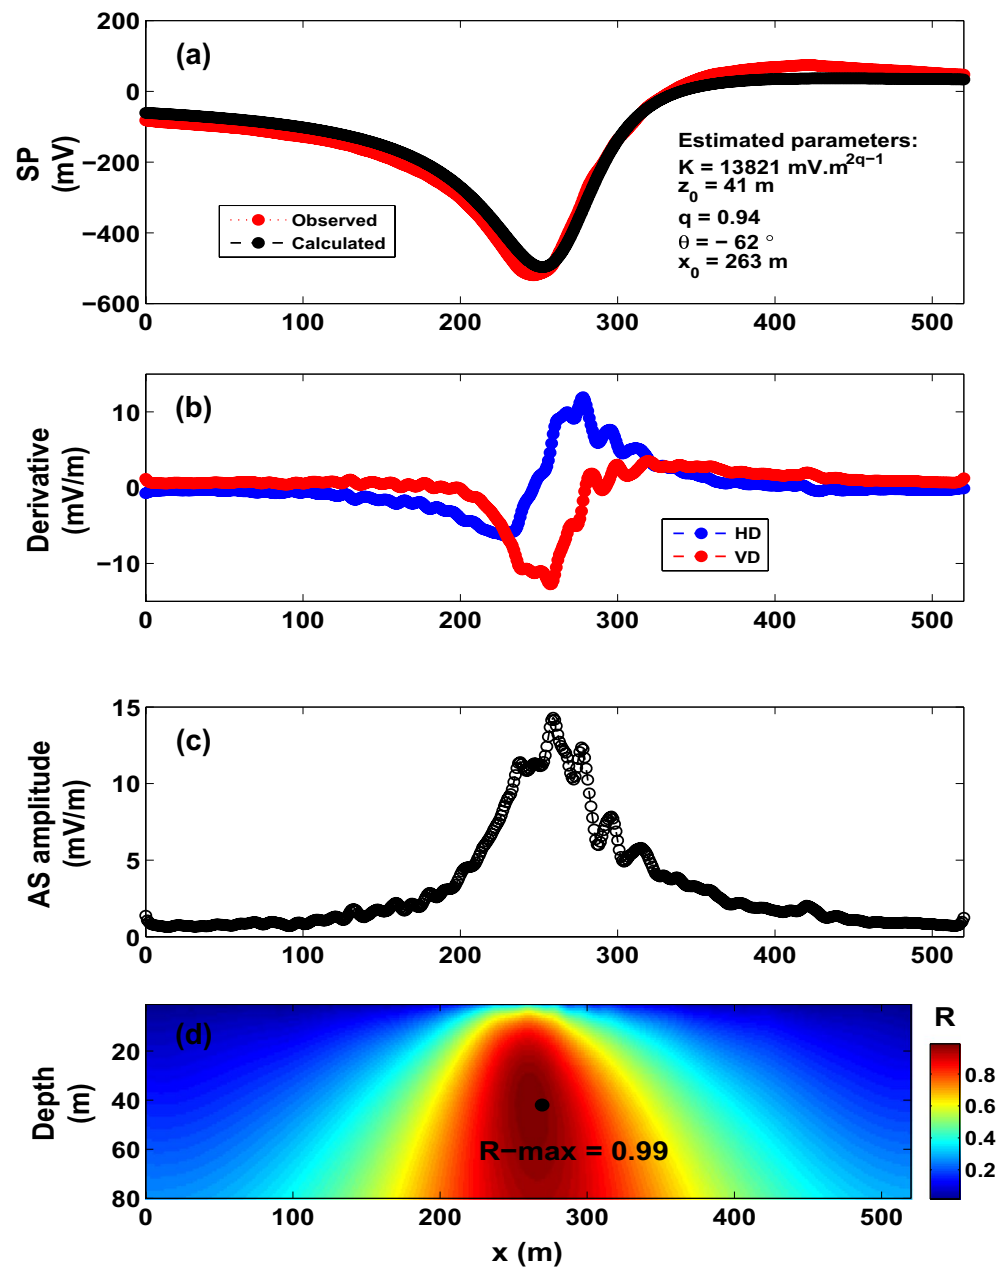 (a)
200
0
−200
−400
−600
SP
(mV)
Observed
Calculated
Estimated parameters:
K = 13821 mV.m^{2q−1}
z_0 = 41 m
q = 0.94
θ = − 62 °
x_0 = 263 m
0 100 200 300 400 500
(b)
10
0
−10
Derivative
(mV/m)
HD
VD
0 100 200 300 400 500
(c)
15
10
5
0
AS amplitude
(mV/m)
0 100 200 300 400 500
(d)
20
40
60
80
Depth
(m)
R−max = 0.99
R
0.8
0.6
0.4
0.2
0 100 200 300 400 500
x (m)